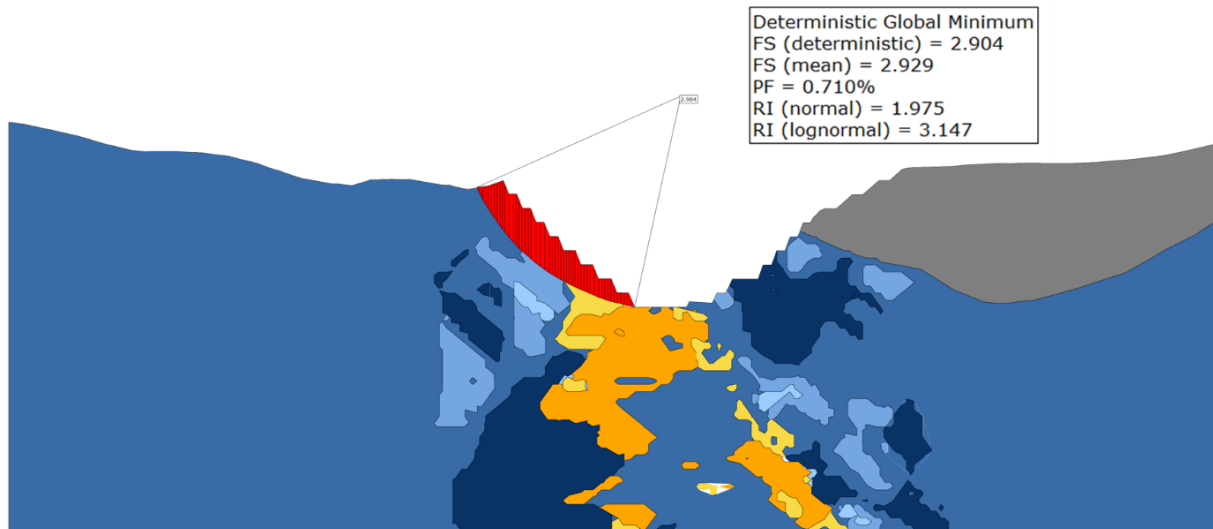 Deterministic Global Minimum
FS (deterministic) = 2.904
FS (mean) = 2.929
PF = 0.710%
RI (normal) = 1.975
RI (lognormal) = 3.147
2.904